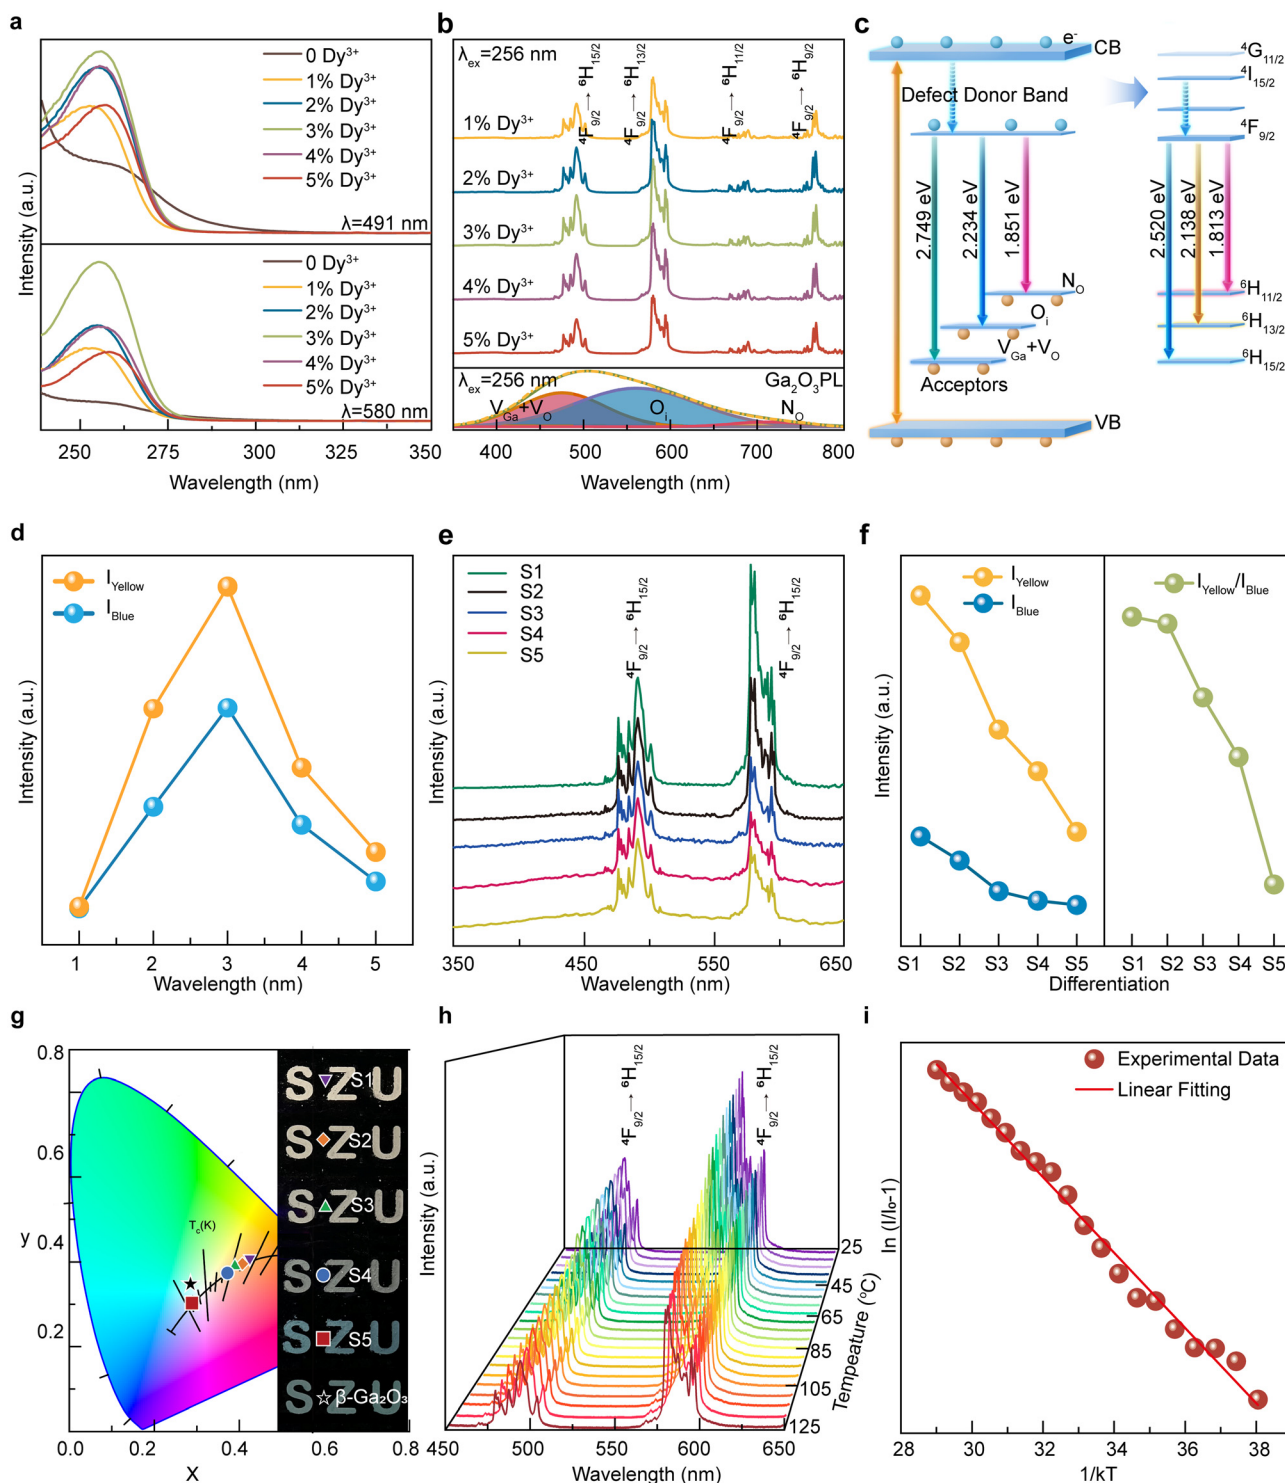 a
0 Dy³⁺
1% Dy³⁺
2% Dy³⁺
3% Dy³⁺
4% Dy³⁺
5% Dy³⁺
λ=491 nm
0 Dy³⁺
1% Dy³⁺
2% Dy³⁺
3% Dy³⁺
4% Dy³⁺
5% Dy³⁺
λ=580 nm
Intensity (a.u.)
250 275 300 325 350
Wavelength (nm)
b
λex=256 nm
⁴F9/2→⁶H15/2
⁴F9/2→⁶H13/2
⁴F9/2→⁶H11/2
⁴F9/2→⁶H9/2
1% Dy³⁺
2% Dy³⁺
3% Dy³⁺
4% Dy³⁺
5% Dy³⁺
λex=256 nm
Ga₂O₃PL
VGa+VO
Oi
NO
400 500 600 700 800
Wavelength (nm)
c
e⁻
CB
Defect Donor Band
2.749 eV
2.234 eV
1.851 eV
NO
Oi
VGa+VO
Acceptors
VB
⁴G11/2
⁴I15/2
⁴F9/2
2.520 eV
2.138 eV
1.813 eV
⁶H11/2
⁶H13/2
⁶H15/2
d
IYellow
IBlue
Intensity (a.u.)
1 2 3 4 5
Wavelength (nm)
e
S1
S2
S3
S4
S5
⁴F9/2→⁶H15/2
⁴F9/2→⁶H15/2
Intensity (a.u.)
350 450 550 650
Wavelength (nm)
f
IYellow
IBlue
IYellow/IBlue
Intensity (a.u.)
S1 S2 S3 S4 S5 S1 S2 S3 S4 S5
Differentiation
g
0.8
0.6
0.4
0.2
y
Tc(K)
SZU S1
SZU S2
SZU S3
SZU S4
SZU S5
SZU β-Ga₂O₃
0.0 0.2 0.4 0.6 0.8
X
h
⁴F9/2→⁶H15/2
⁴F9/2→⁶H15/2
Intensity (a.u.)
25
45
65
85
105
125
Tempeature (°C)
450 500 550 600 650
Wavelength (nm)
i
Experimental Data
Linear Fitting
ln (I/I₀-1)
28 30 32 34 36 38
1/kT